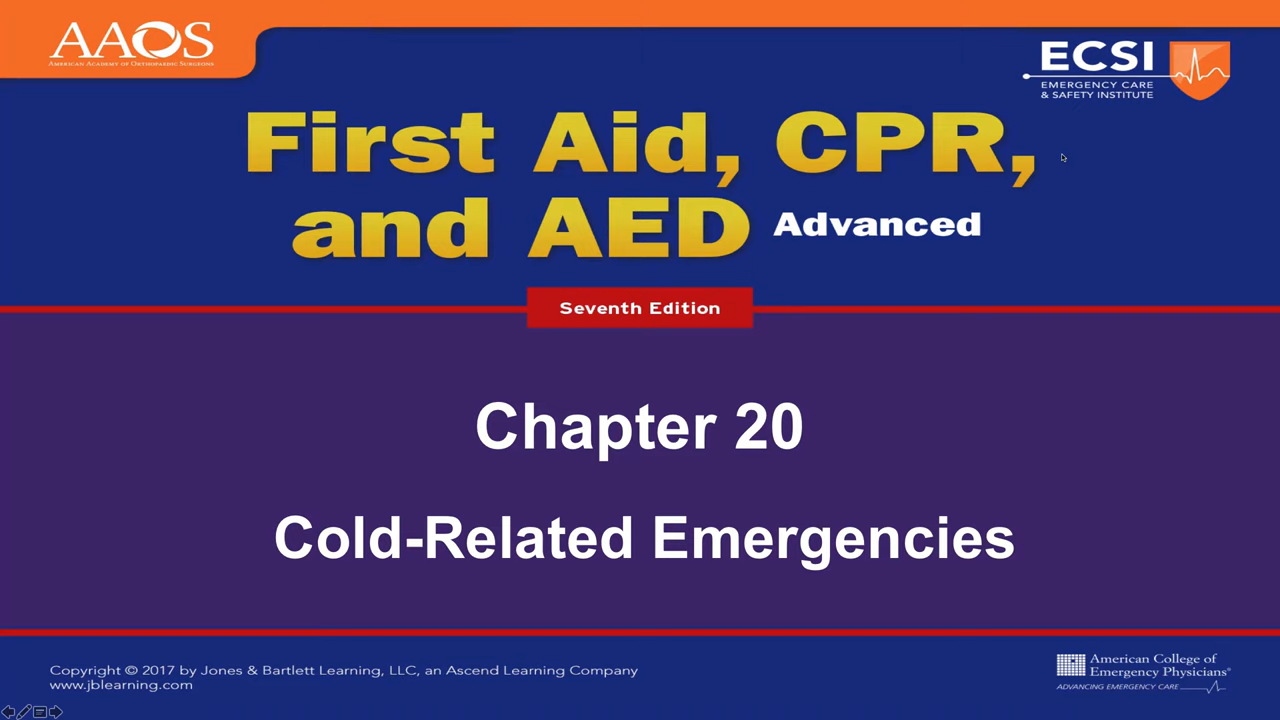 AAOS
AMERICAN ACADEMY OF ORTHOPAEDIC SURGEONS
ECSI
EMERGENCY CARE
& SAFETY INSTITUTE
First Aid, CPR,
and AED Advanced
Seventh Edition
Chapter 20
Cold-Related Emergencies
Copyright © 2017 by Jones & Bartlett Learning, LLC, an Ascend Learning Company
www.jblearning.com
American College of
Emergency Physicians®
ADVANCING EMERGENCY CARE